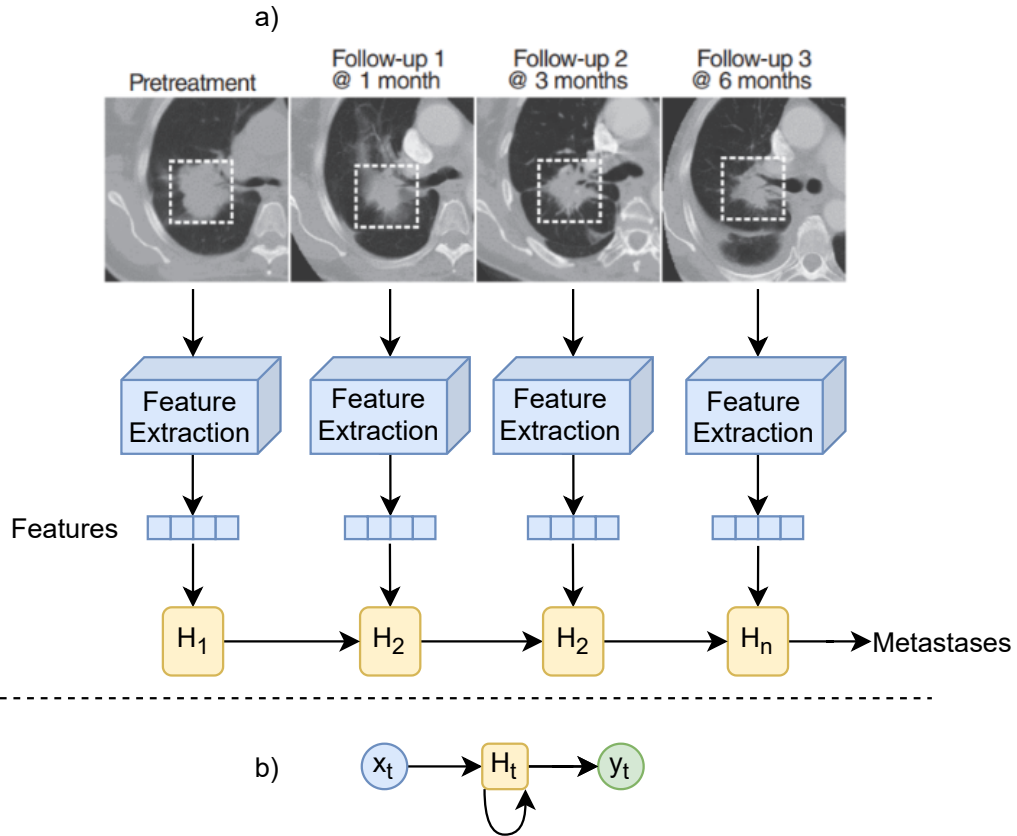 a)
Pretreatment
Follow-up 1
@ 1 month
Follow-up 2
@ 3 months
Follow-up 3
@ 6 months
Feature
Extraction
Feature
Extraction
Feature
Extraction
Feature
Extraction
Features
H1
H2
H2
Hn
Metastases
b)
xt
Ht
yt